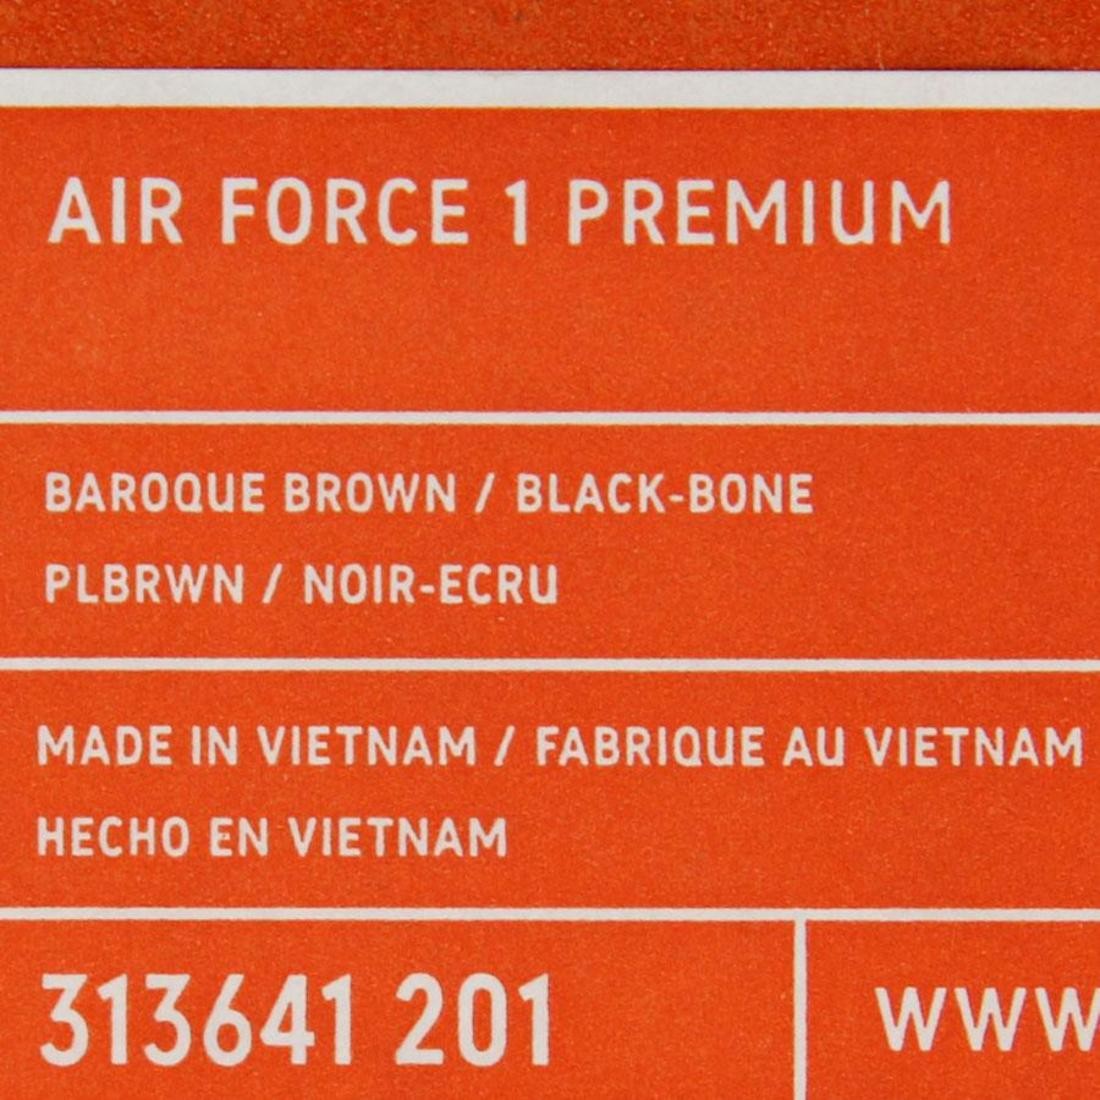 AIR FORCE 1 PREMIUM
BAROQUE BROWN / BLACK-BONE
PLBRWN / NOIR-ECRU
MADE IN VIETNAM / FABRIQUE AU VIETNAM
HECHO EN VIETNAM
313641 201
WWW